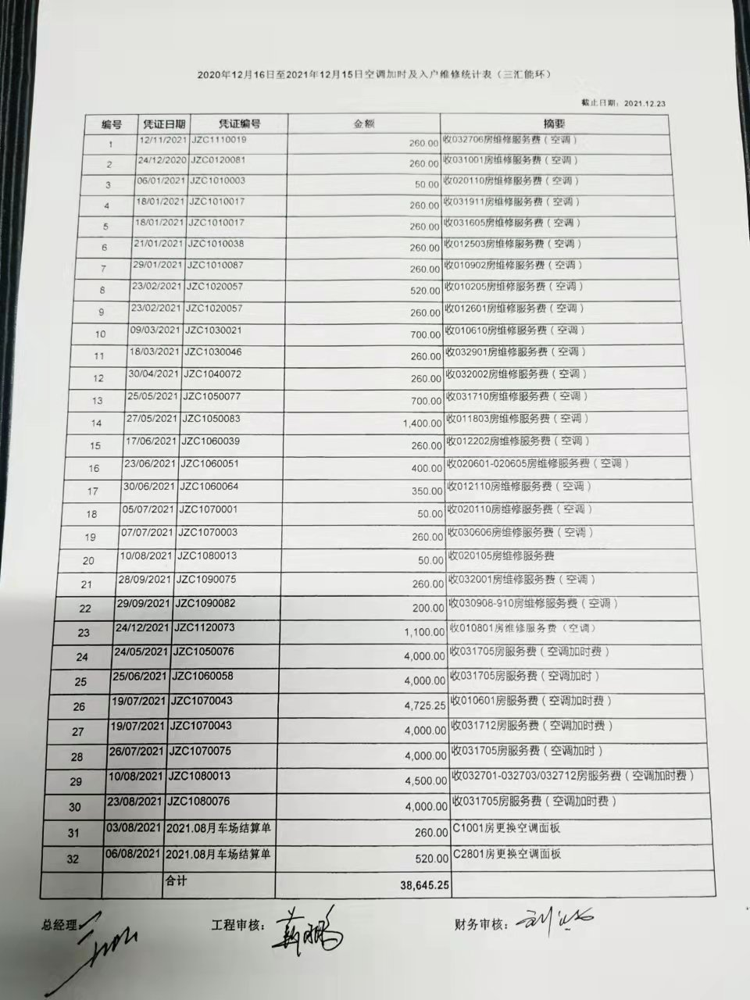 2020年12月16日至2021年12月15日空调加时及入户维修统计表（三汇能环）
截止日期：2021.12.23
编号 凭证日期 凭证编号 金额 摘要
1 12/11/2021 JZC1110019 260.00 收032706房维修服务费（空调）
2 24/12/2020 JZC0120081 260.00 收031001房维修服务费（空调）
3 06/01/2021 JZC1010003 50.00 收020110房维修服务费（空调）
4 18/01/2021 JZC1010017 260.00 收031911房维修服务费（空调）
5 18/01/2021 JZC1010017 260.00 收031605房维修服务费（空调）
6 21/01/2021 JZC1010038 260.00 收012503房维修服务费（空调）
7 29/01/2021 JZC1010087 260.00 收010902房维修服务费（空调）
8 23/02/2021 JZC1020057 520.00 收010205房维修服务费（空调）
9 23/02/2021 JZC1020057 260.00 收012601房维修服务费（空调）
10 09/03/2021 JZC1030021 700.00 收010610房维修服务费（空调）
11 18/03/2021 JZC1030046 260.00 收032901房维修服务费（空调）
12 30/04/2021 JZC1040072 260.00 收032002房维修服务费（空调）
13 25/05/2021 JZC1050077 700.00 收031710房维修服务费（空调）
14 27/05/2021 JZC1050083 1,400.00 收011803房维修服务费（空调）
15 17/06/2021 JZC1060039 260.00 收012202房维修服务费（空调）
16 23/06/2021 JZC1060051 400.00 收020601-020605房维修服务费（空调）
17 30/06/2021 JZC1060064 350.00 收012110房维修服务费（空调）
18 05/07/2021 JZC1070001 50.00 收020110房维修服务费（空调）
19 07/07/2021 JZC1070003 260.00 收030606房维修服务费（空调）
20 10/08/2021 JZC1080013 50.00 收020105房维修服务费
21 28/09/2021 JZC1090075 260.00 收032001房维修服务费（空调）
22 29/09/2021 JZC1090082 200.00 收030908-910房维修服务费（空调）
23 24/12/2021 JZC1120073 1,100.00 收010801房维修服务费（空调）
24 24/05/2021 JZC1050076 4,000.00 收031705房服务费（空调加时费）
25 25/06/2021 JZC1060058 4,000.00 收031705房服务费（空调加时）
26 19/07/2021 JZC1070043 4,725.25 收010601房服务费（空调加时费）
27 19/07/2021 JZC1070043 4,000.00 收031712房服务费（空调加时费）
28 26/07/2021 JZC1070075 4,000.00 收031705房服务费（空调加时）
29 10/08/2021 JZC1080013 4,500.00 收032701-032703/032712房服务费（空调加时费）
30 23/08/2021 JZC1080076 4,000.00 收031705房服务费（空调加时费）
31 03/08/2021 2021.08月车场结算单 260.00 C1001房更换空调面板
32 06/08/2021 2021.08月车场结算单 520.00 C2801房更换空调面板
合计 38,645.25
总经理 工程审核： 财务审核：